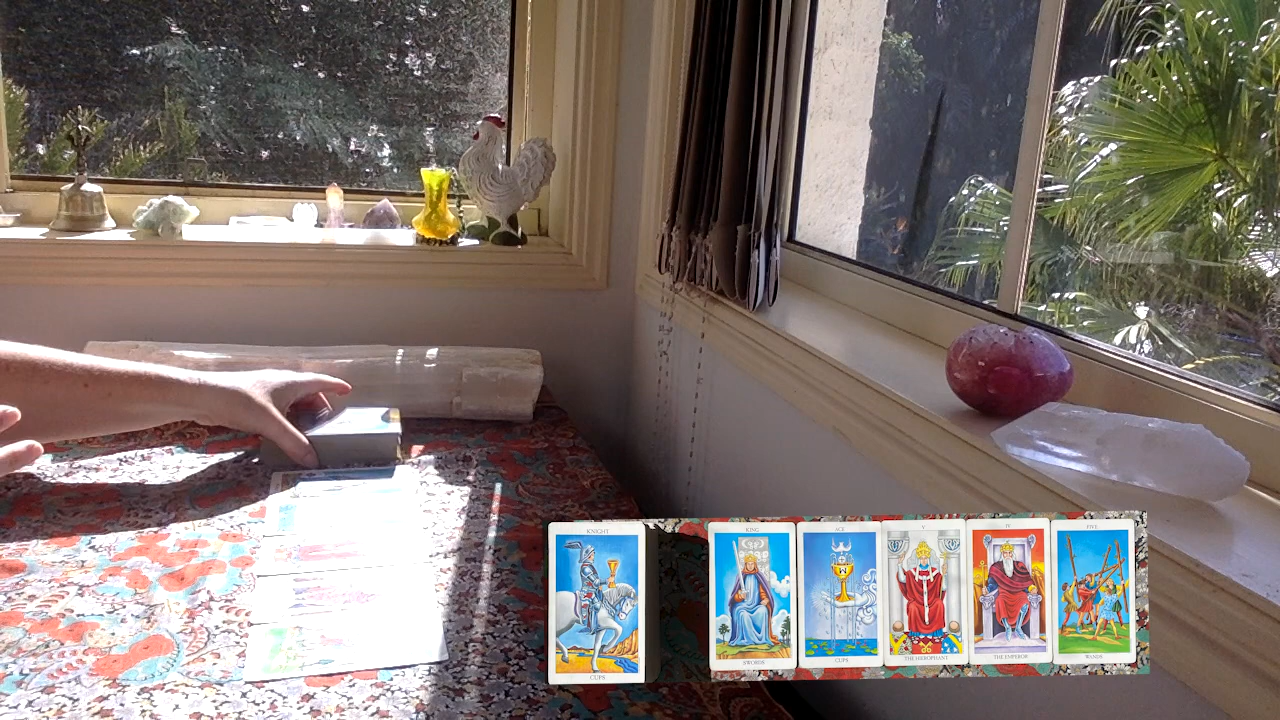 KNIGHT
CUPS
KING
SWORDS
ACE
CUPS
V
THE HIEROPHANT
IV
THE EMPEROR
FIVE
WANDS